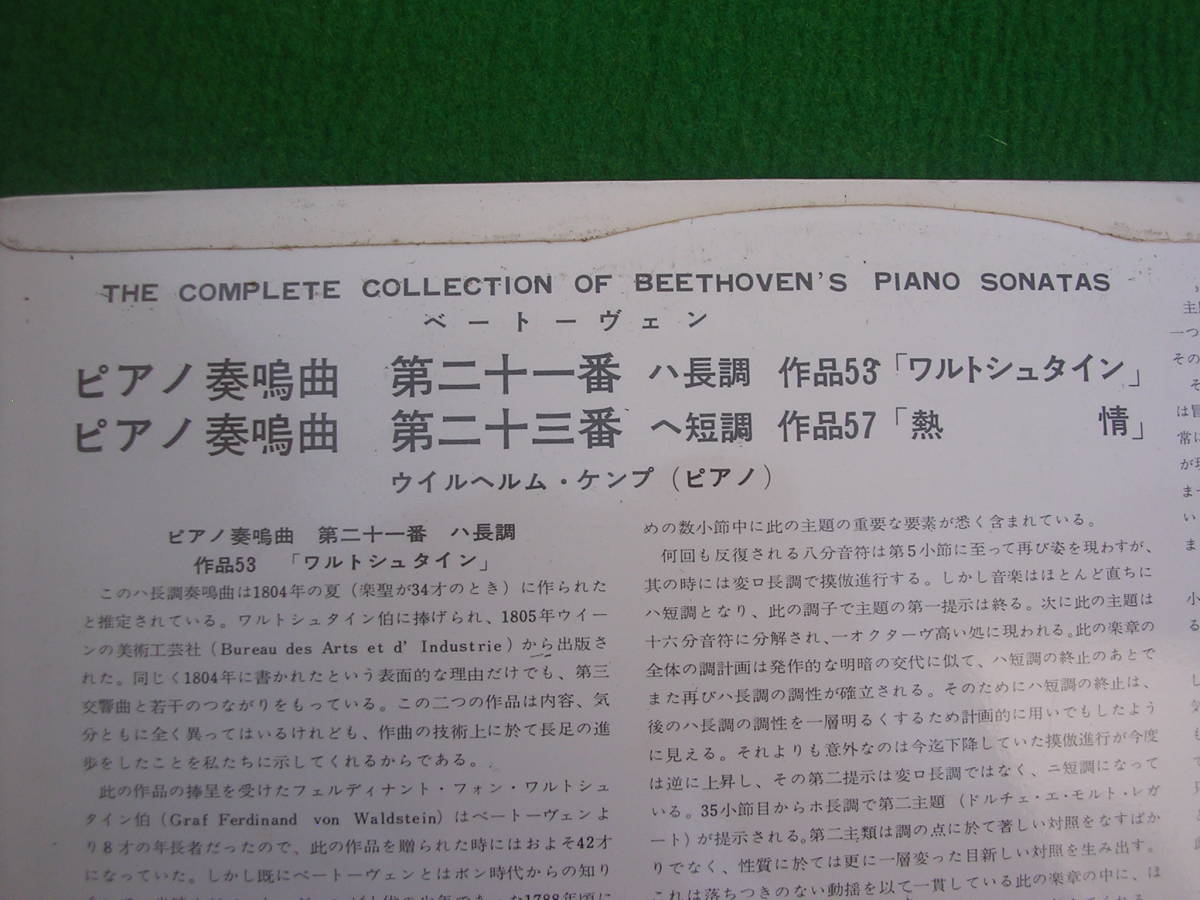 THE COMPLETE COLLECTION OF BEETHOVEN'S PIANO SONATAS
ベートーヴェン
ピアノ奏鳴曲 第二十一番 ハ長調 作品53「ワルトシュタイン」
ピアノ奏鳴曲 第二十三番 ヘ短調 作品57「熱情」
ウイルヘルム・ケンプ(ピアノ)
ピアノ奏鳴曲 第二十一番 ハ長調
作品53 「ワルトシュタイン」
このハ長調奏鳴曲は1804年の夏(楽聖が34才のとき)に作られた
と推定されている。ワルトシュタイン伯に捧げられ、1805年ウイー
ンの美術工芸社(Bureau des Arts et d' Industrie)から出版さ
れた。同じく1804年に書かれたという表面的な理由だけでも、第三
交響曲と若干のつながりをもっている。この二つの作品は内容、気
分ともに全く異ってはいるけれども、作曲の技術上に於て長足の進
歩をしたことを私たちに示してくれるからである。
此の作品の捧呈を受けたフェルディナント・フォン・ワルトシュ
タイン伯(Graf Ferdinand von Waldstein)はベートーヴェンよ
り8才の年長者だったので、此の作品を贈られた時にはおよそ42才
になっていた。しかし既にベートーヴェンとはボン時代からの知り
めの数小節中に此の主題の重要な要素が悉く含まれている。
何回も反復される八分音符は第5小節に至って再び姿を現わすが、
其の時には変ロ長調で摸倣進行する。しかし音楽はほとんど直ちに
ハ短調となり、此の調子で主題の第一提示は終る。次に此の主題は
十六分音符に分解され、一オクターヴ高い処に現われる。此の楽章の
全体の調計画は発作的な明暗の交代に似て、ハ短調の終止のあとで
また再びハ長調の調性が確立される。そのためにハ短調の終止は、
後のハ長調の調性を一層明るくするため計画的に用いでもしたよう
に見える。それよりも意外なのは今迄下降していた摸倣進行が今度
は逆に上昇し、その第二提示は変ロ長調ではなく、ニ短調になって
いる。35小節目からホ長調で第二主題(ドルチェ・エ・モルト・レガ
ート)が提示される。第二主類は調の点に於て著しい対照をなすばか
りでなく、性質に於ては更に一層変った目新しい対照を生み出す。
これは落ちつきのない動揺を以て一貫している此の楽章の中に、ほ